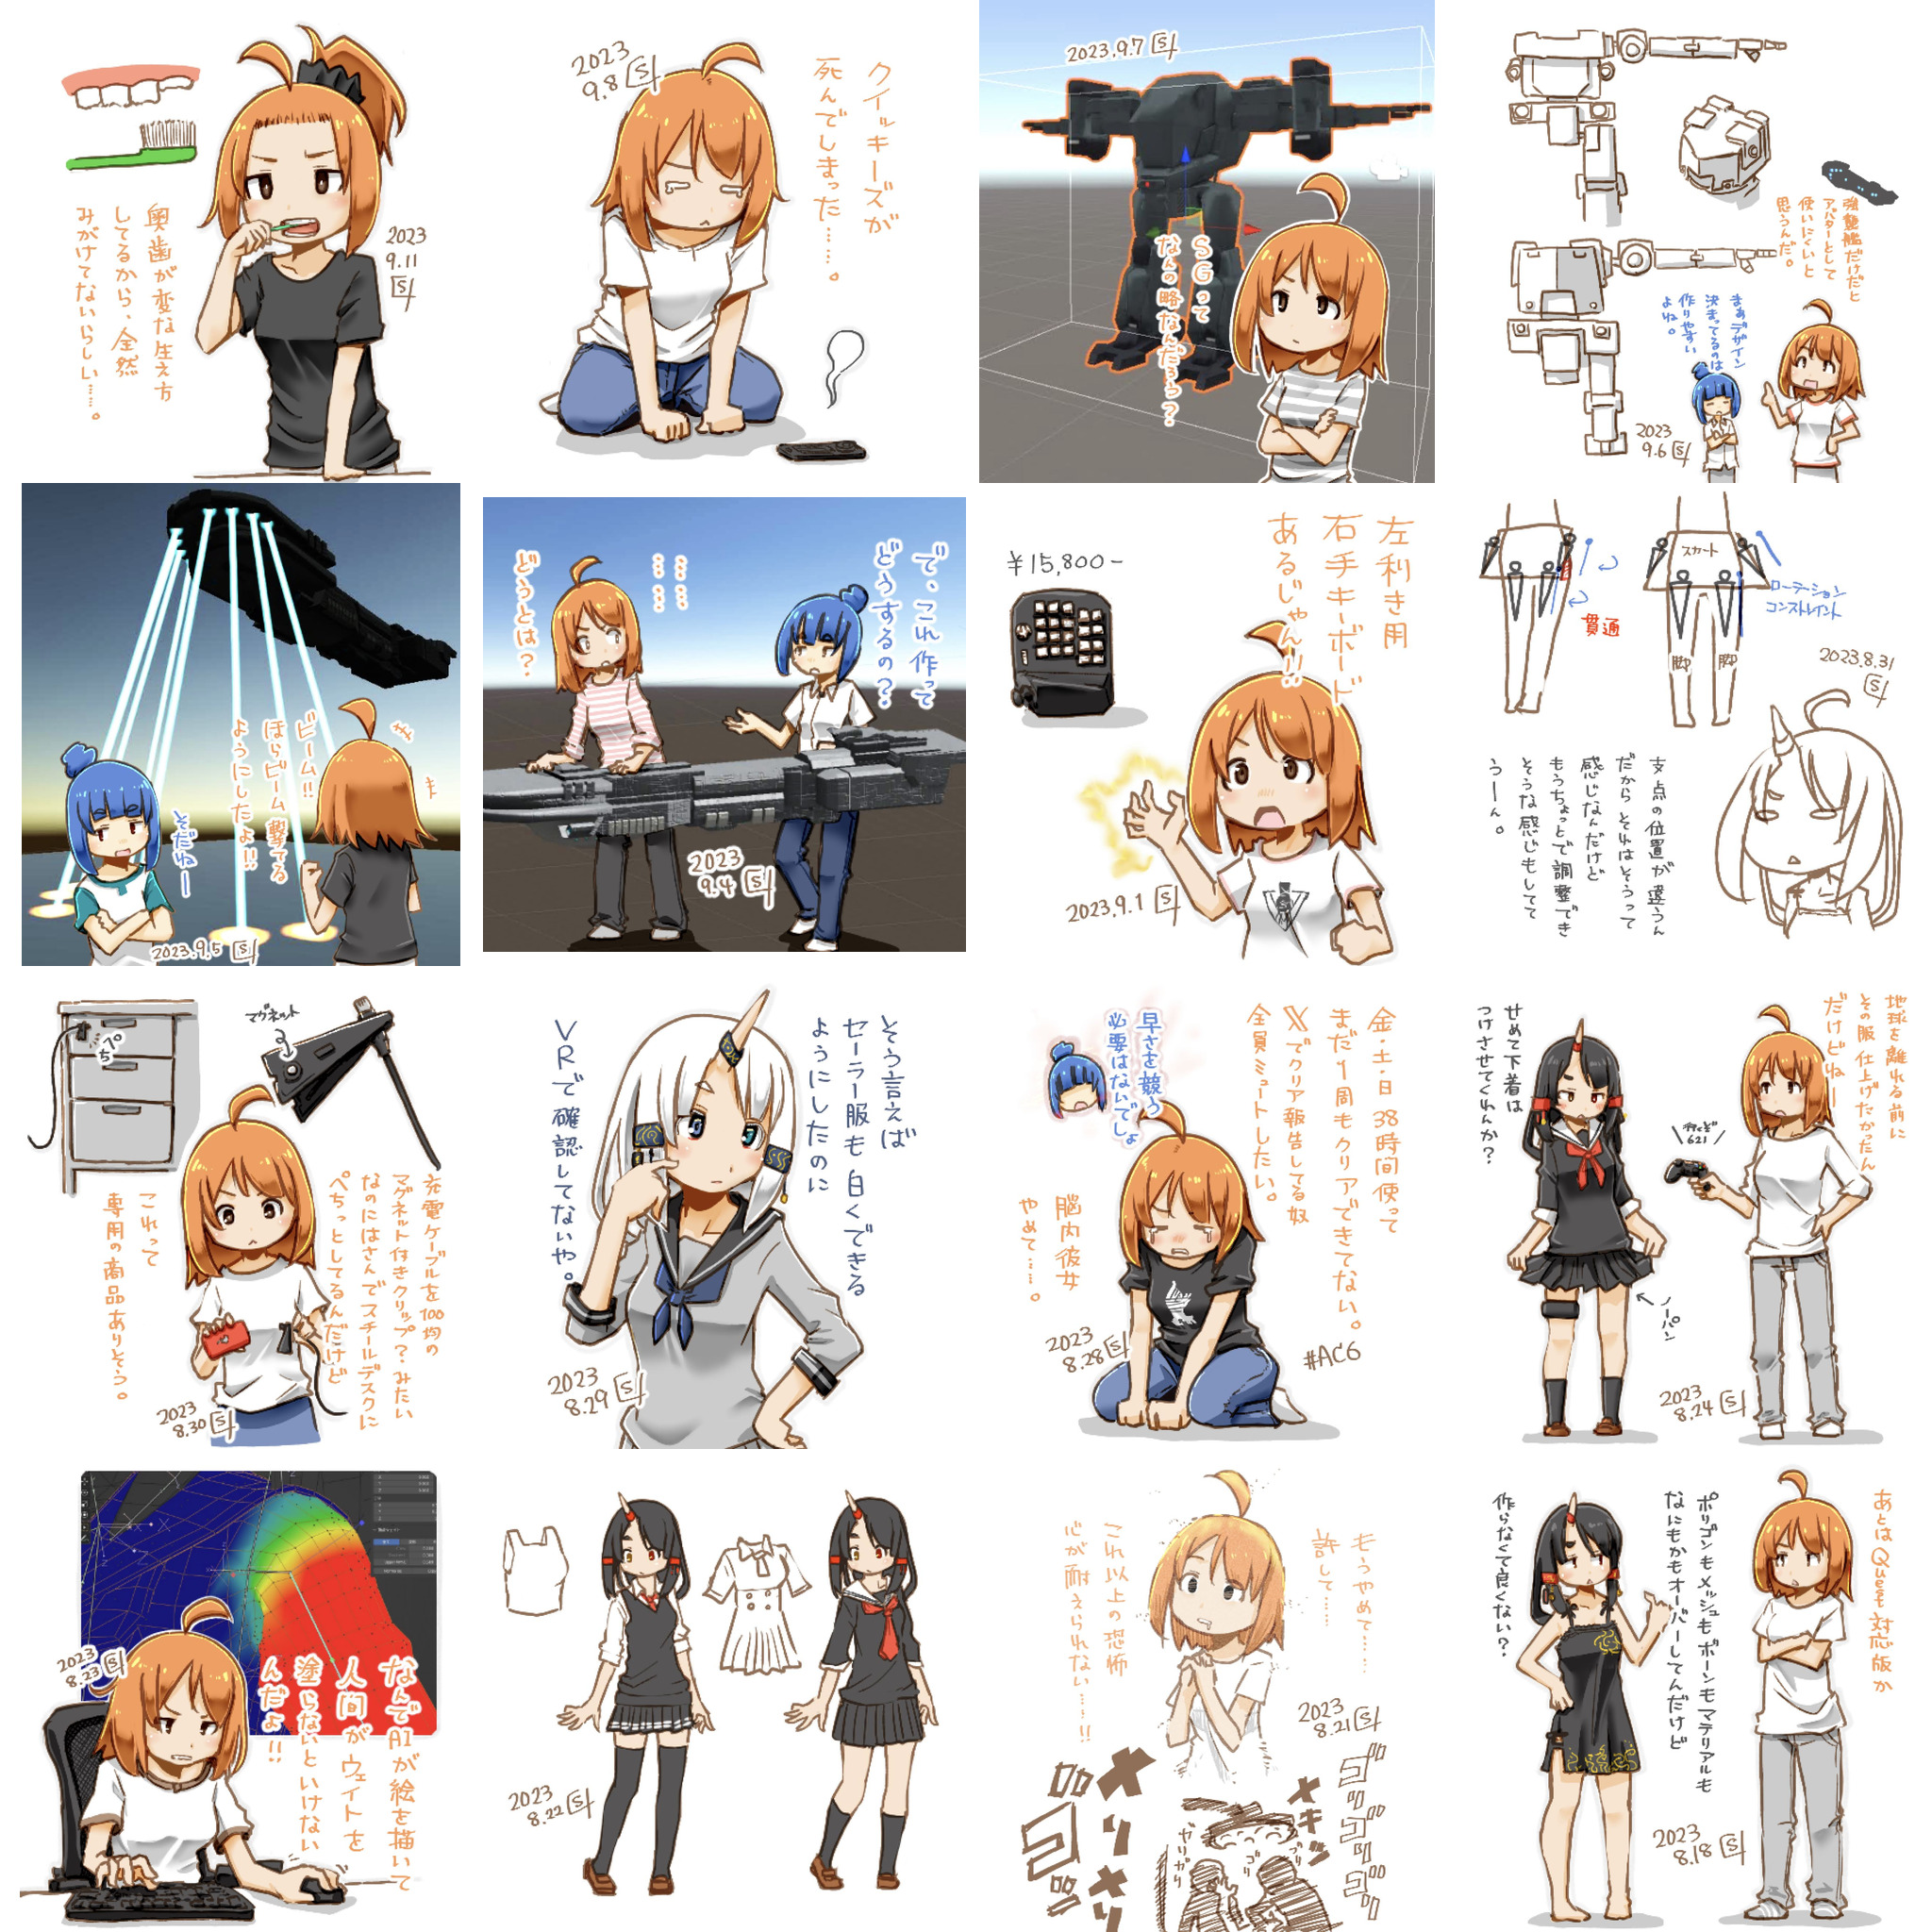 奥歯が変な生え方
してるから、全然
みがけてないらしい……。
2023
9.11
クイッキーズが
死んでしまった……。
2023
9.8
2023.9.7
SGって
なんの略なんだろう?
強襲艦だけだと
アバターとして
使いにくいと
思うんだ。
まぁデザイン
決まってるのは
作りやすい
よね。
2023
9.6
ビーム!!
ほらビーム撃てる
ようにしたよ!!
そだねー
2023.9.5
で、これ作って
どうするの?
……
……
どうとは?
2023
9.4
左利き用
右手キーボード
あるじゃん!!
¥15,800-
2023.9.1
スカート
ローテーション
コンストレイント
貫通
脚
脚
2023.8.31
支点の位置が違うん
だからそれはそうって
感じなんだけど
もうちょっとで調整でき
そうな感じもしてて
うーん。
マグネット
ぺち
充電ケーブルを100均の
マグネット付きクリップ?みたい
なのにはさんでスチールデスクに
ぺちっとしてるんだけど
これって
専用の商品ありそう。
2023
8.30
そう言えば
セーラー服も白くできる
ようにしたのに
VRで確認してないや。
2023
8.29
金・土・日38時間使って
まだ1周もクリアできてない。
Xでクリア報告してる奴
全員ミュートしたい。
早さを競う
必要はないでしょ
脳内彼女
やめて……。
2023
8.28
#AC6
地球を離れる前に
その服仕上げたかったん
だけどねー
せめて下着は
つけさせてくれんか?
行くぞ
621
ノーパン
2023
8.24
なんでAIが絵を描いて
人間がウェイトを
塗らないといけない
んだよ!!
2023
8.23
2023
8.22
もうやめて……
許して……
これ以上の恐怖
心が耐えられない……!!
2023
8.21
メリメリ
メキ
ゴッゴゴゴ
ガリガリ
ゴリ
あとはQuest対応版か
ポリゴンもメッシュもボーンもマテリアルも
なにもかもオーバーしてんだけど
作らなくて良くない?
2023
8.18